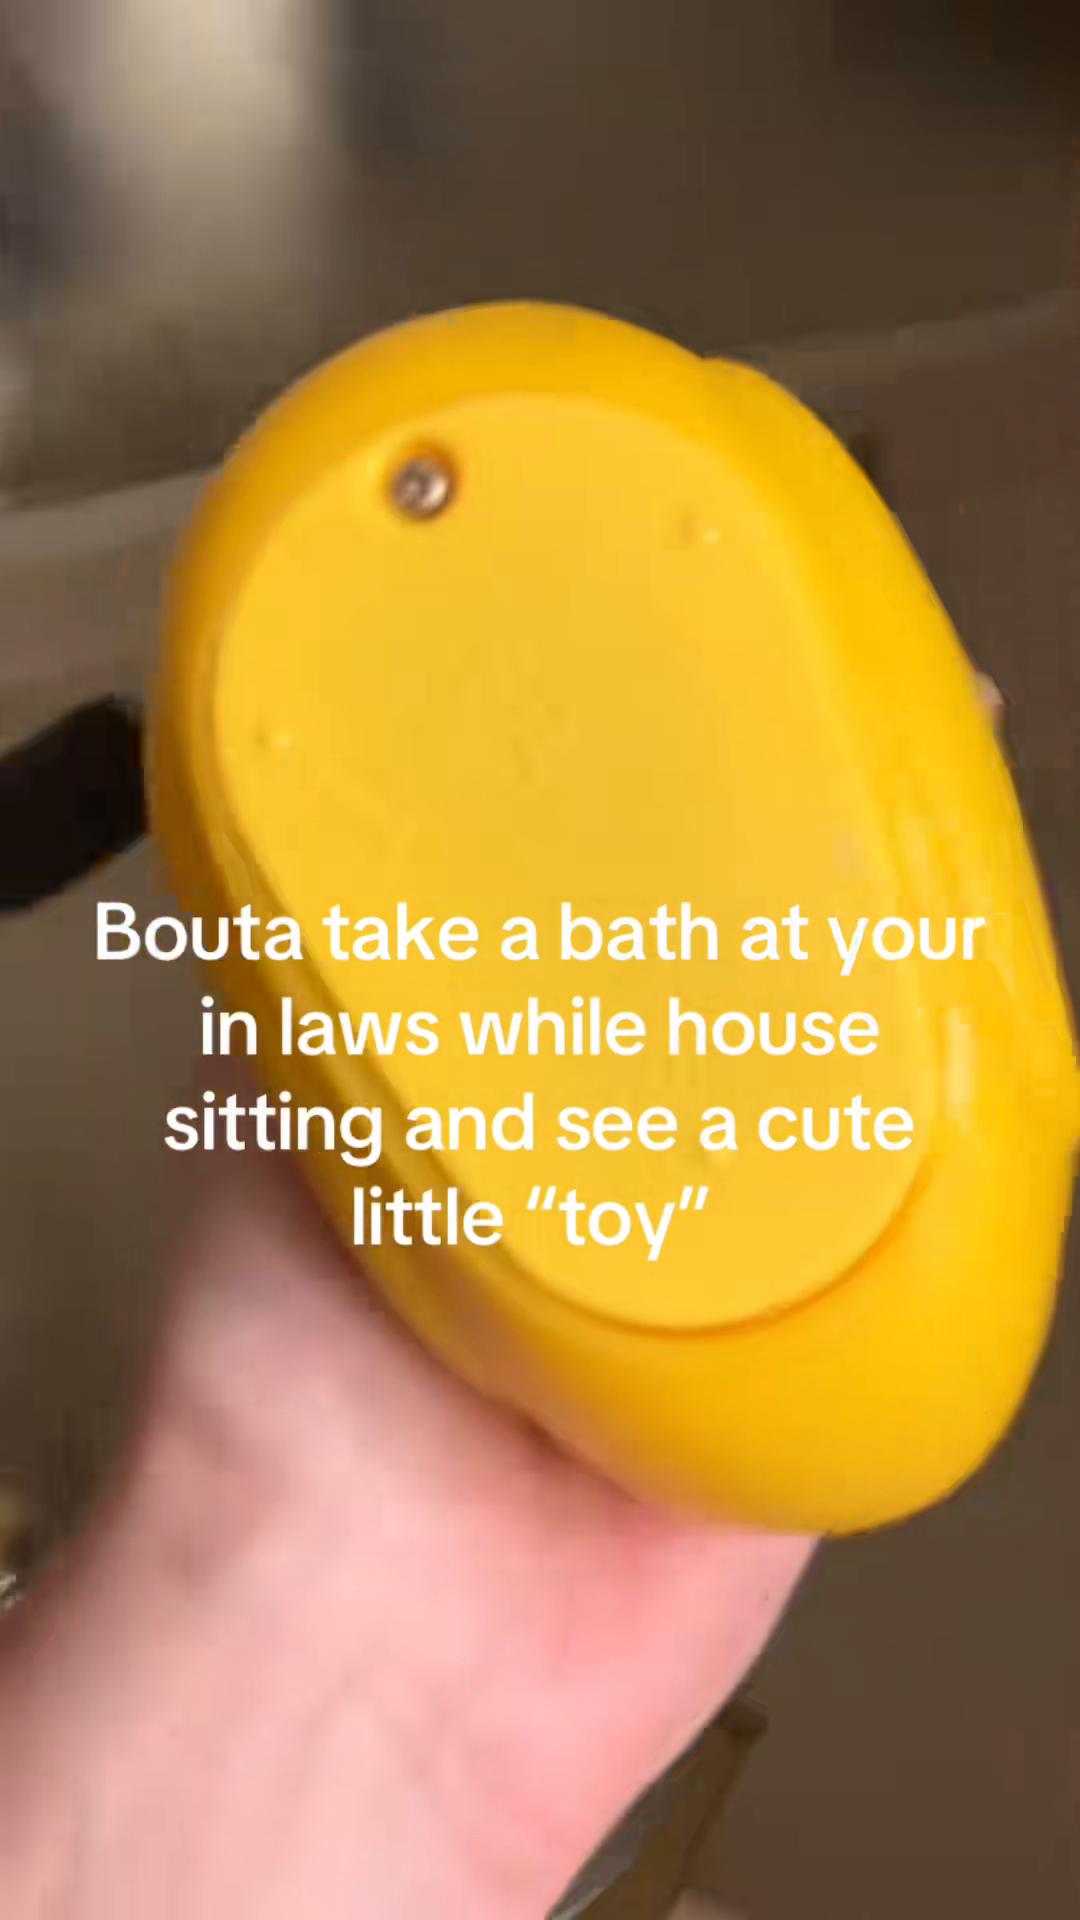 Bouta take a bath at your
in laws while house
sitting and see a cute
little “toy”